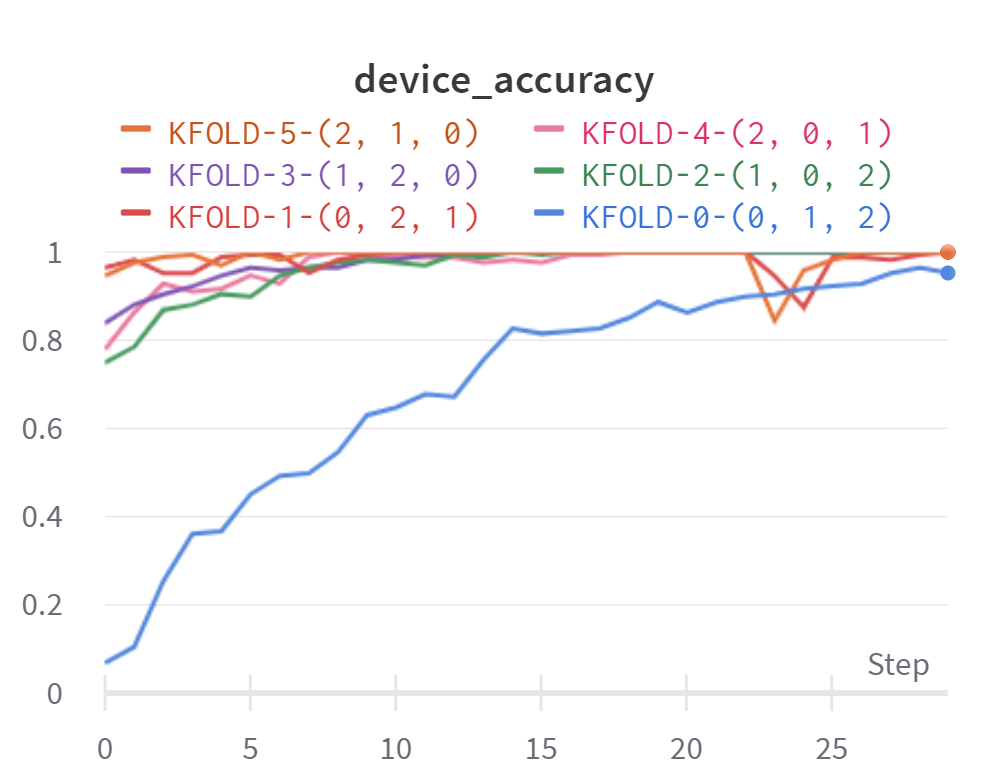 device_accuracy
KFOLD-5-(2, 1, 0) KFOLD-4-(2, 0, 1)
KFOLD-3-(1, 2, 0) KFOLD-2-(1, 0, 2)
KFOLD-1-(0, 2, 1) KFOLD-0-(0, 1, 2)
1
0.8
0.6
0.4
0.2
Step
0
0 5 10 15 20 25